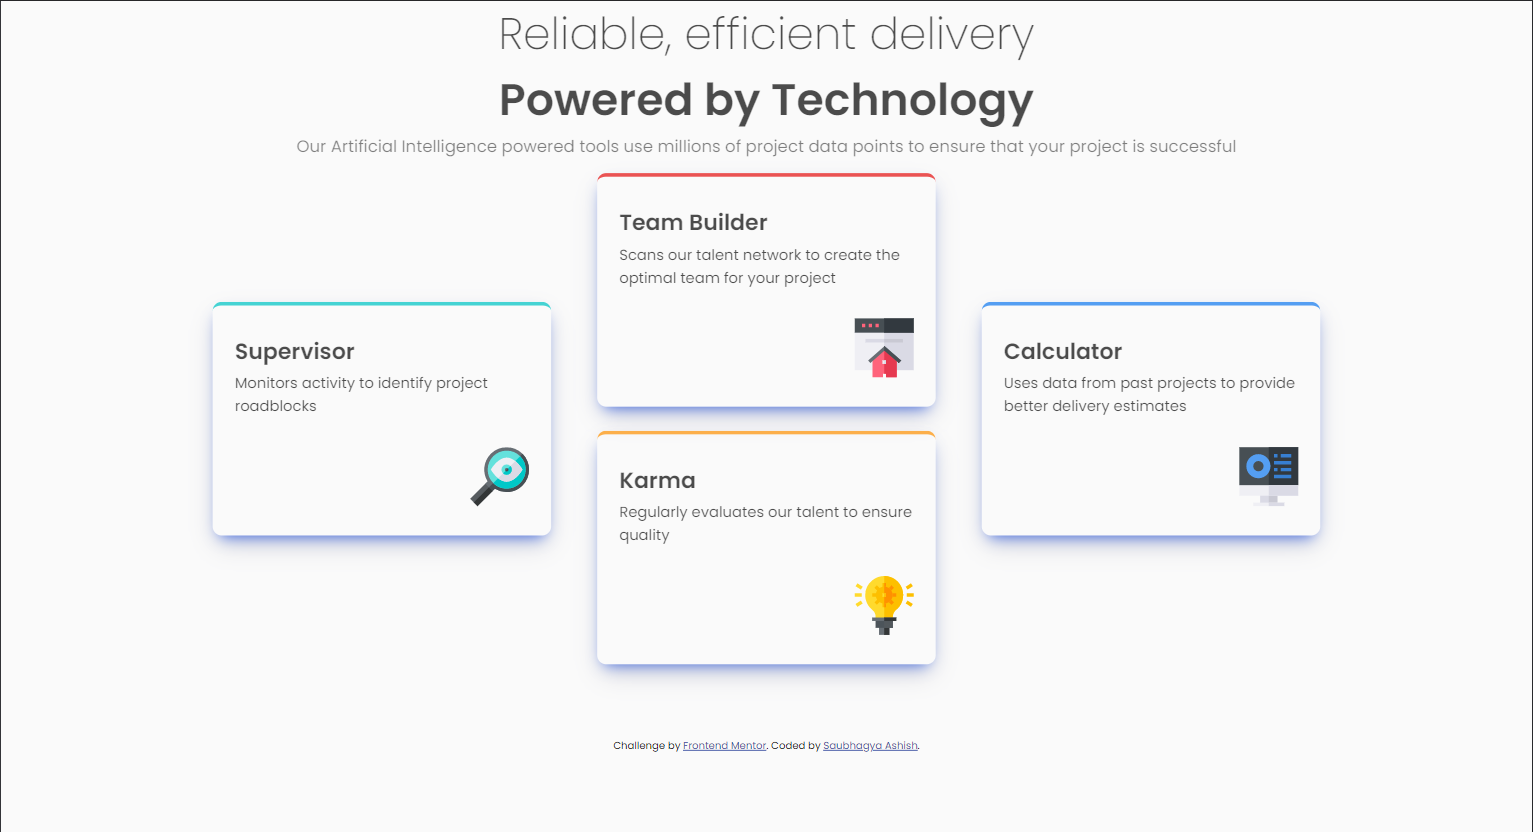 Reliable, efficient delivery
Powered by Technology
Our Artificial Intelligence powered tools use millions of project data points to ensure that your project is successful
Supervisor
Monitors activity to identify project
roadblocks
Team Builder
Scans our talent network to create the
optimal team for your project
Karma
Regularly evaluates our talent to ensure
quality
Calculator
Uses data from past projects to provide
better delivery estimates
Challenge by Frontend Mentor. Coded by Saubhagya Ashish.